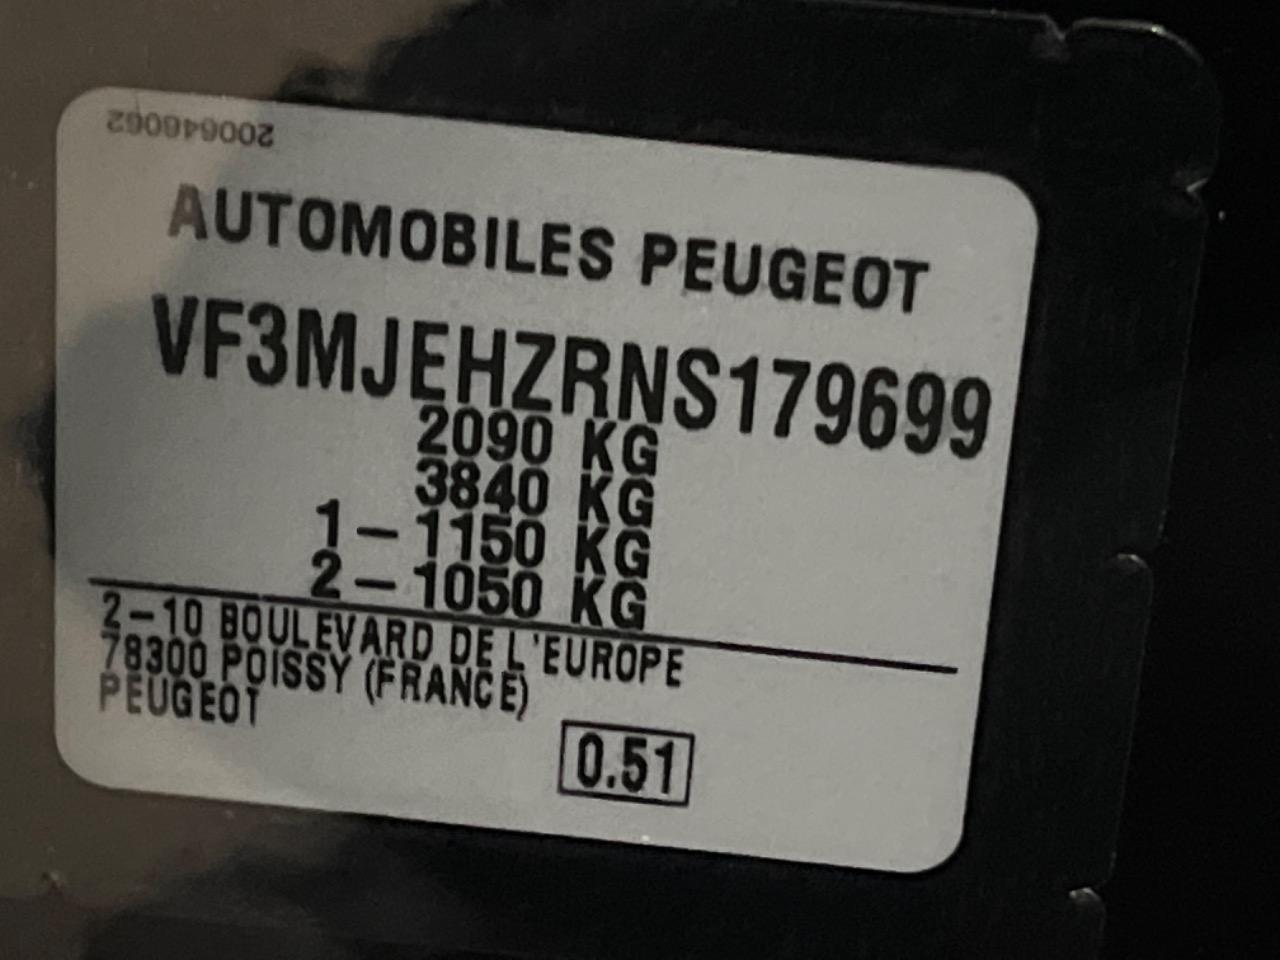 200646062
AUTOMOBILES PEUGEOT
VF3MJEHZRNS179699
2090 KG
3840 KG
1-1150 KG
2-1050 KG
2-10 BOULEVARD DE L'EUROPE
78300 POISSY (FRANCE)
PEUGEOT
0.51